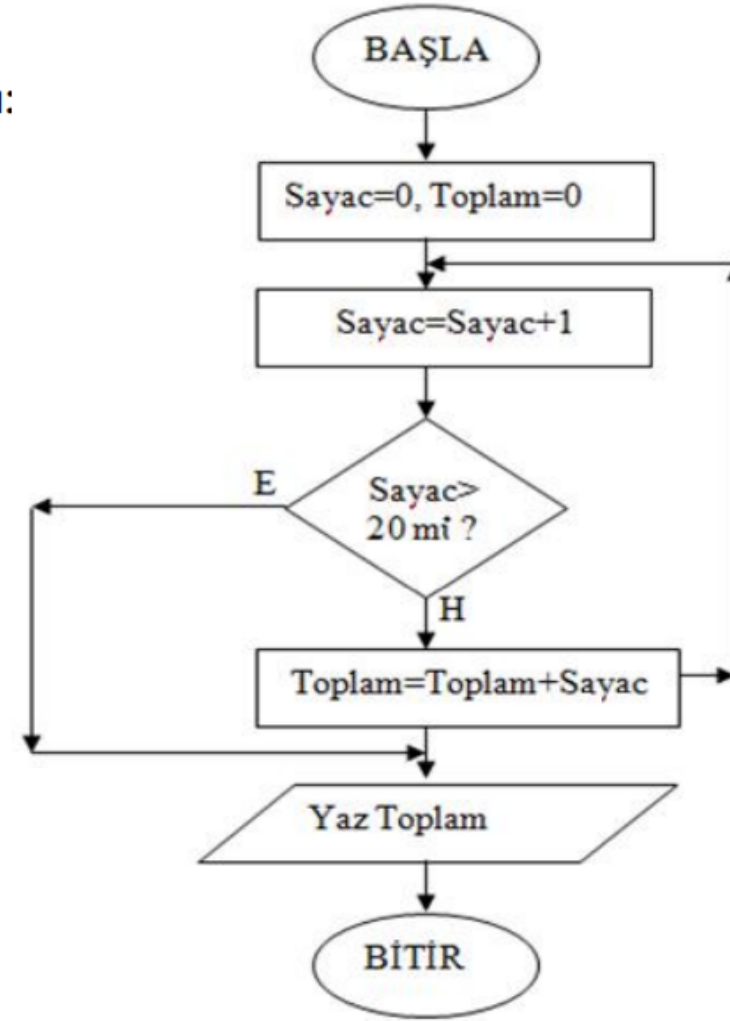 BAŞLA
:
Sayac=0, Toplam=0
Sayac=Sayac+1
E
Sayac>
20 mi ?
H
Toplam=Toplam+Sayac
Yaz Toplam
BİTİR